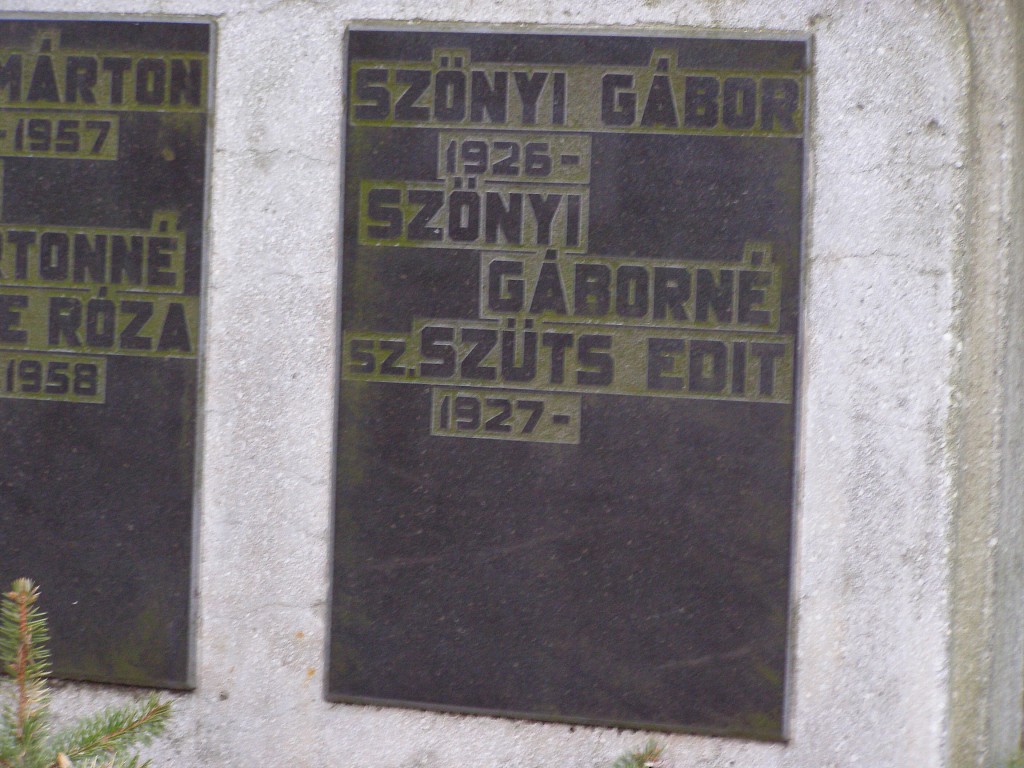 MÁRTON
-1957
RTONNÉ
E RÓZA
1958
SZÖNYI GÁBOR
1926-
SZÖNYI
GÁBORNÉ
SZ. SZÜTS EDIT
1927-